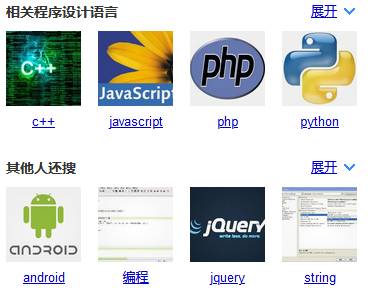 相关程序设计语言 展开
C++ JavaScript php
c++ javascript php python
其他人还搜 展开
ANDROID jQuery
write less, do more.
android 编程 jquery string